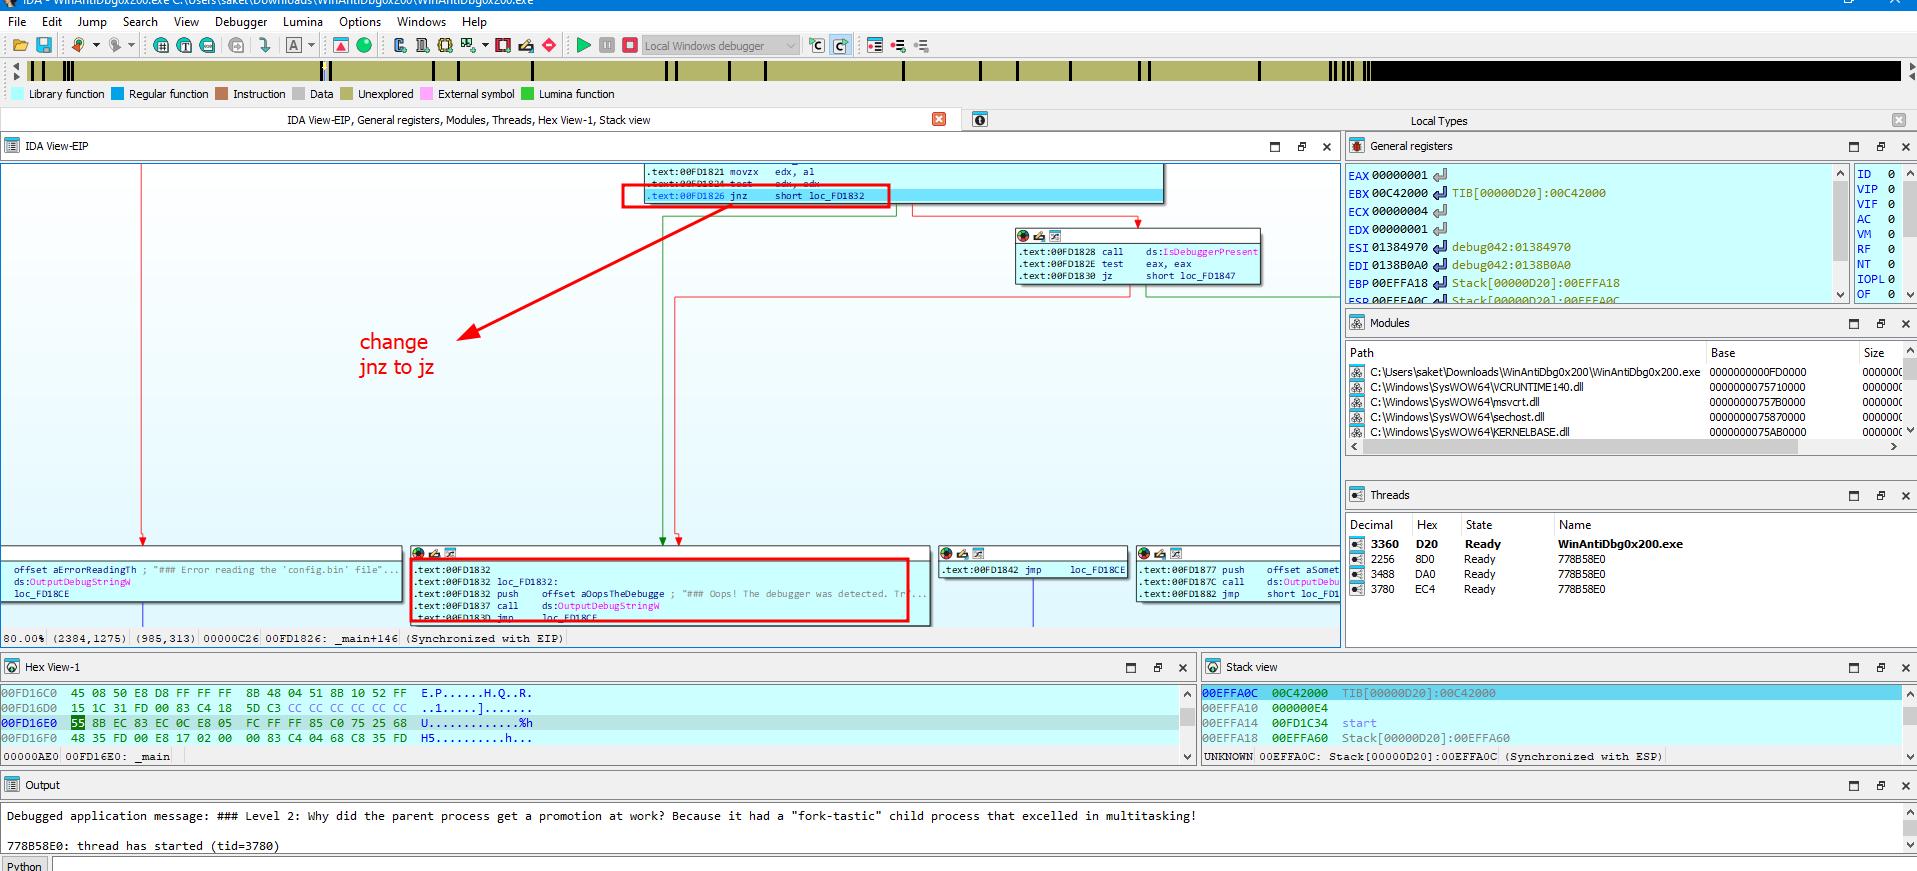 IDA - WinAntiDbg0x200.exe C:\Users\saket\Downloads\WinAntiDbg0x200\WinAntiDbg0x200.exe
File Edit Jump Search View Debugger Lumina Options Windows Help
Local Windows debugger
Library function Regular function Instruction Data Unexplored External symbol Lumina function
IDA View-EIP, General registers, Modules, Threads, Hex View-1, Stack view
Local Types
IDA View-EIP
.text:00FD1821 movzx edx, al
.text:00FD1824 test edx, edx
.text:00FD1826 jnz short loc_FD1832
.text:00FD1828 call ds:IsDebuggerPresent
.text:00FD182E test eax, eax
.text:00FD1830 jz short loc_FD1847
change
jnz to jz
offset aErrorReadingTh ; "### Error reading the 'config.bin' file"...
ds:OutputDebugStringW
loc_FD18CE
.text:00FD1832
.text:00FD1832 loc_FD1832:
.text:00FD1832 push offset aOopsTheDebugge ; "### Oops! The debugger was detected. Tr...
.text:00FD1837 call ds:OutputDebugStringW
.text:00FD183D jmp loc_FD18CE
.text:00FD1842 jmp loc_FD18CE
.text:00FD1877 push offset aSomet
.text:00FD187C call ds:OutputDebu
.text:00FD1882 jmp short loc_FD1
80.00% (2384,1275) (985,313) 00000C26 00FD1826: _main+146 (Synchronized with EIP)
General registers
EAX 00000001
EBX 00C42000 TIB[00000D20]:00C42000
ECX 00000004
EDX 00000001
ESI 01384970 debug042:01384970
EDI 0138B0A0 debug042:0138B0A0
EBP 00EFFA18 Stack[00000D20]:00EFFA18
ESP 00EFFA0C Stack[00000D20]:00EFFA0C
ID 0
VIP 0
VIF 0
AC 0
VM 0
RF 0
NT 0
IOPL 0
OF 0
Modules
Path Base Size
C:\Users\saket\Downloads\WinAntiDbg0x200\WinAntiDbg0x200.exe 0000000000FD0000 0000000
C:\Windows\SysWOW64\VCRUNTIME140.dll 0000000075710000 0000000
C:\Windows\SysWOW64\msvcrt.dll 00000000757B0000 0000000
C:\Windows\SysWOW64\sechost.dll 0000000075870000 0000000
C:\Windows\SysWOW64\KERNELBASE.dll 0000000075AB0000 0000000
Threads
Decimal Hex State Name
3360 D20 Ready WinAntiDbg0x200.exe
2256 8D0 Ready 778B58E0
3488 DA0 Ready 778B58E0
3780 EC4 Ready 778B58E0
Hex View-1
00FD16C0 45 08 50 E8 D8 FF FF FF 8B 48 04 51 8B 10 52 FF E.P......H.Q.R.
00FD16D0 15 1C 31 FD 00 83 C4 18 5D C3 CC CC CC CC CC CC ..1.....].......
00FD16E0 55 8B EC 83 EC 0C E8 05 FC FF FF 85 C0 75 25 68 U.............%h
00FD16F0 48 35 FD 00 E8 17 02 00 00 83 C4 04 68 C8 35 FD H5..........h...
00000AE0 00FD16E0: _main
Stack view
00EFFA0C 00C42000 TIB[00000D20]:00C42000
00EFFA10 000000E4
00EFFA14 00FD1C34 start
00EFFA18 00EFFA60 Stack[00000D20]:00EFFA60
UNKNOWN 00EFFA0C: Stack[00000D20]:00EFFA0C (Synchronized with ESP)
Output
Debugged application message: ### Level 2: Why did the parent process get a promotion at work? Because it had a "fork-tastic" child process that excelled in multitasking!
778B58E0: thread has started (tid=3780)
Python